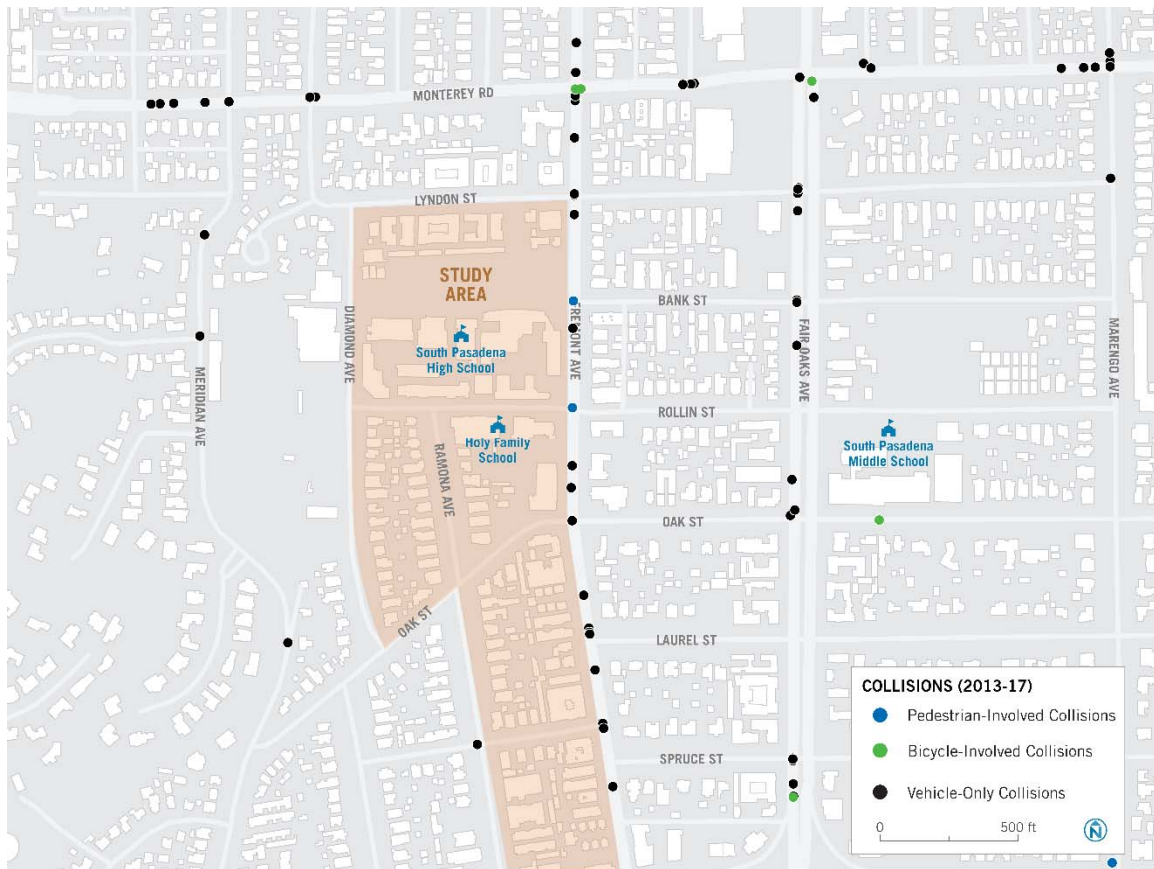 MONTEREY RD
LYNDON ST
STUDY
AREA
BANK ST
DIAMOND AVE
FREMONT AVE
FAIR OAKS AVE
MARENGO AVE
MERIDIAN AVE
South Pasadena
High School
ROLLIN ST
Holy Family
School
RAMONA AVE
South Pasadena
Middle School
OAK ST
OAK ST
LAUREL ST
SPRUCE ST
COLLISIONS (2013-17)
Pedestrian-Involved Collisions
Bicycle-Involved Collisions
Vehicle-Only Collisions
0 500 ft
N